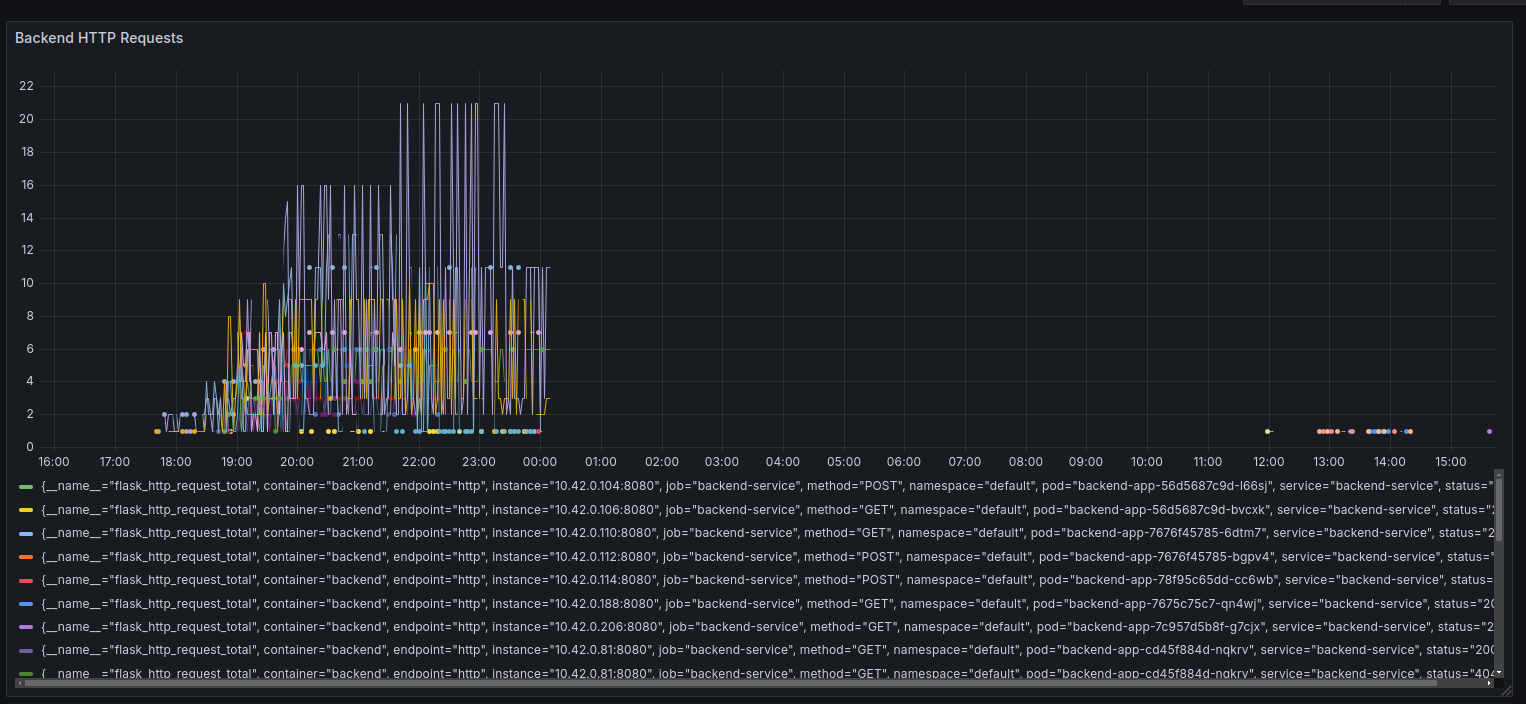 Backend HTTP Requests
22
20
18
16
14
12
10
8
6
4
2
0
16:00 17:00 18:00 19:00 20:00 21:00 22:00 23:00 00:00 01:00 02:00 03:00 04:00 05:00 06:00 07:00 08:00 09:00 10:00 11:00 12:00 13:00 14:00 15:00
{__name__="flask_http_request_total", container="backend", endpoint="http", instance="10.42.0.104:8080", job="backend-service", method="POST", namespace="default", pod="backend-app-56d5687c9d-l66sj", service="backend-service", status="
{__name__="flask_http_request_total", container="backend", endpoint="http", instance="10.42.0.106:8080", job="backend-service", method="GET", namespace="default", pod="backend-app-56d5687c9d-bvcxk", service="backend-service", status="2
{__name__="flask_http_request_total", container="backend", endpoint="http", instance="10.42.0.110:8080", job="backend-service", method="GET", namespace="default", pod="backend-app-7676f45785-6dtm7", service="backend-service", status="2
{__name__="flask_http_request_total", container="backend", endpoint="http", instance="10.42.0.112:8080", job="backend-service", method="POST", namespace="default", pod="backend-app-7676f45785-bgpv4", service="backend-service", status="
{__name__="flask_http_request_total", container="backend", endpoint="http", instance="10.42.0.114:8080", job="backend-service", method="POST", namespace="default", pod="backend-app-78f95c65dd-cc6wb", service="backend-service", status=
{__name__="flask_http_request_total", container="backend", endpoint="http", instance="10.42.0.188:8080", job="backend-service", method="GET", namespace="default", pod="backend-app-7675c75c7-qn4wj", service="backend-service", status="20
{__name__="flask_http_request_total", container="backend", endpoint="http", instance="10.42.0.206:8080", job="backend-service", method="GET", namespace="default", pod="backend-app-7c957d5b8f-g7cjx", service="backend-service", status="2
{__name__="flask_http_request_total", container="backend", endpoint="http", instance="10.42.0.81:8080", job="backend-service", method="GET", namespace="default", pod="backend-app-cd45f884d-nqkrv", service="backend-service", status="200
{__name__="flask_http_request_total", container="backend", endpoint="http", instance="10.42.0.81:8080", job="backend-service", method="GET", namespace="default", pod="backend-app-cd45f884d-nqkrv", service="backend-service", status="404